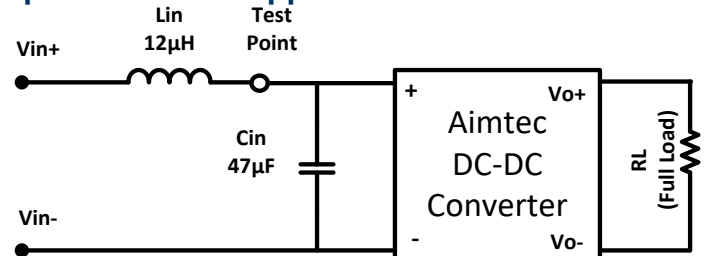 Lin
12µH
Test
Point
Vin+
Cin
47µF
Vin-
+
-
Aimtec
DC-DC
Converter
Vo+
Vo-
RL
(Full Load)